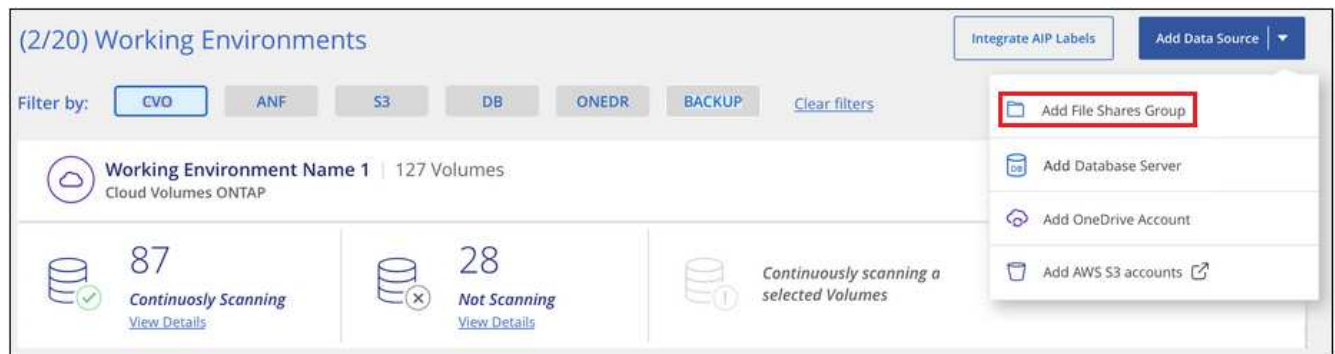 (2/20) Working Environments
Integrate AIP Labels
Add Data Source
Filter by:
CVO
ANF
S3
DB
ONEDR
BACKUP
Clear filters
Add File Shares Group
Working Environment Name 1 | 127 Volumes
Cloud Volumes ONTAP
DB
Add Database Server
Add OneDrive Account
Add AWS S3 accounts
87
Continuosly Scanning
View Details
28
Not Scanning
View Details
Continuously scanning a
selected Volumes